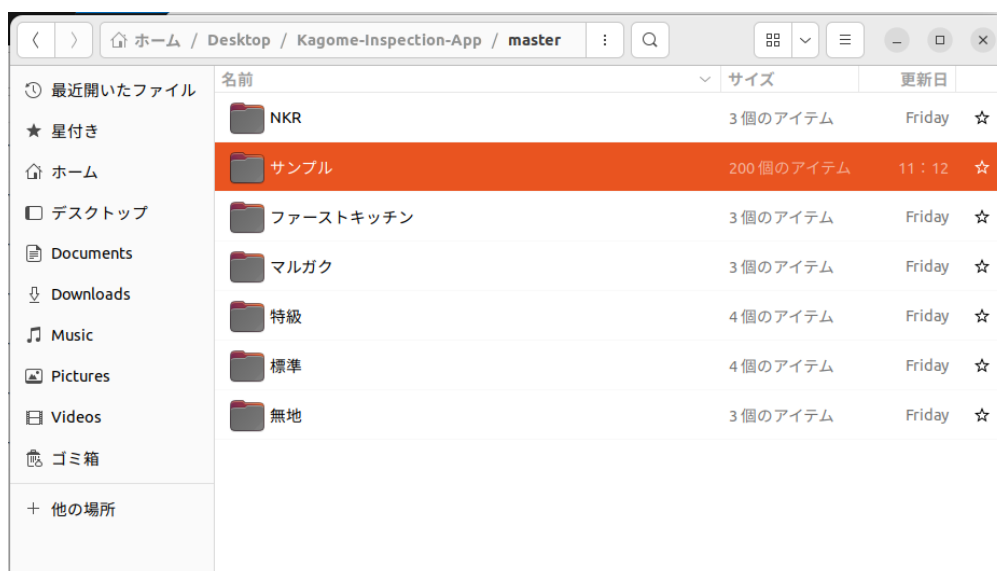 ホーム / Desktop / Kagome-Inspection-App / master
最近開いたファイル
星付き
ホーム
デスクトップ
Documents
Downloads
Music
Pictures
Videos
ゴミ箱
他の場所
名前 サイズ 更新日
NKR 3 個のアイテム Friday
サンプル 200 個のアイテム 11：12
ファーストキッチン 3 個のアイテム Friday
マルガク 3 個のアイテム Friday
特級 4 個のアイテム Friday
標準 4 個のアイテム Friday
無地 3 個のアイテム Friday